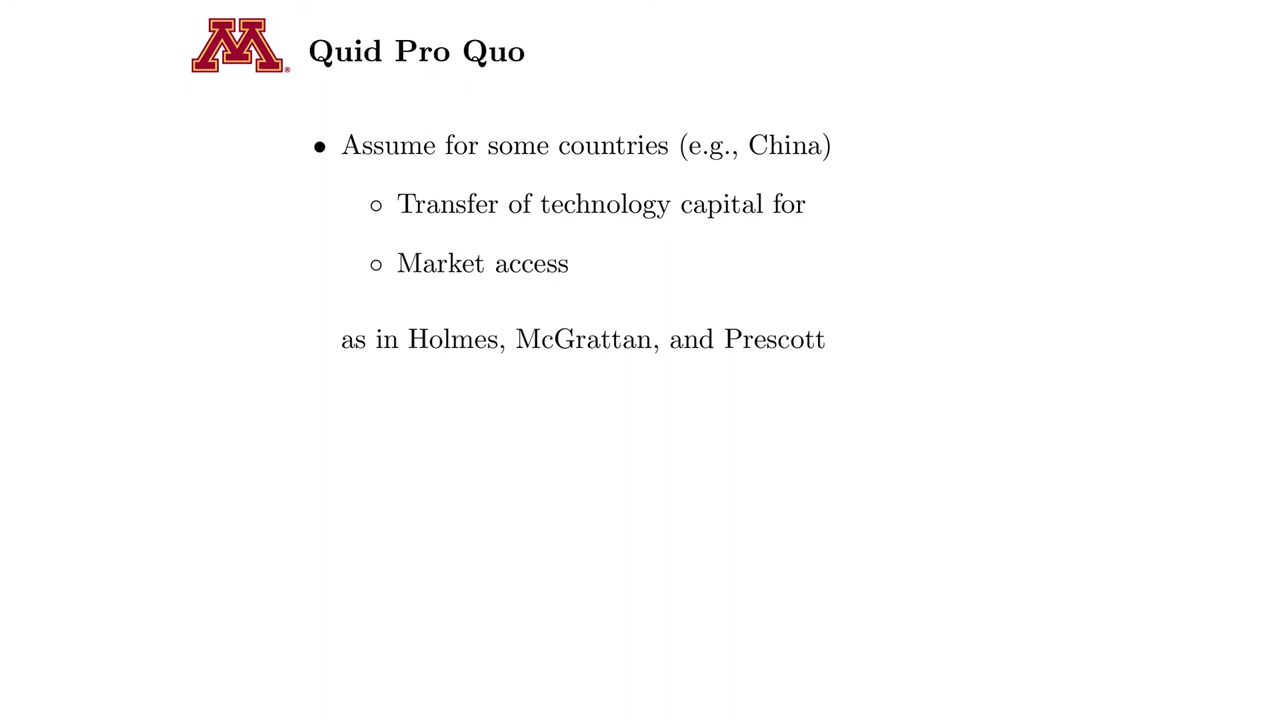 M
Quid Pro Quo
• Assume for some countries (e.g., China)
◦ Transfer of technology capital for
◦ Market access
as in Holmes, McGrattan, and Prescott